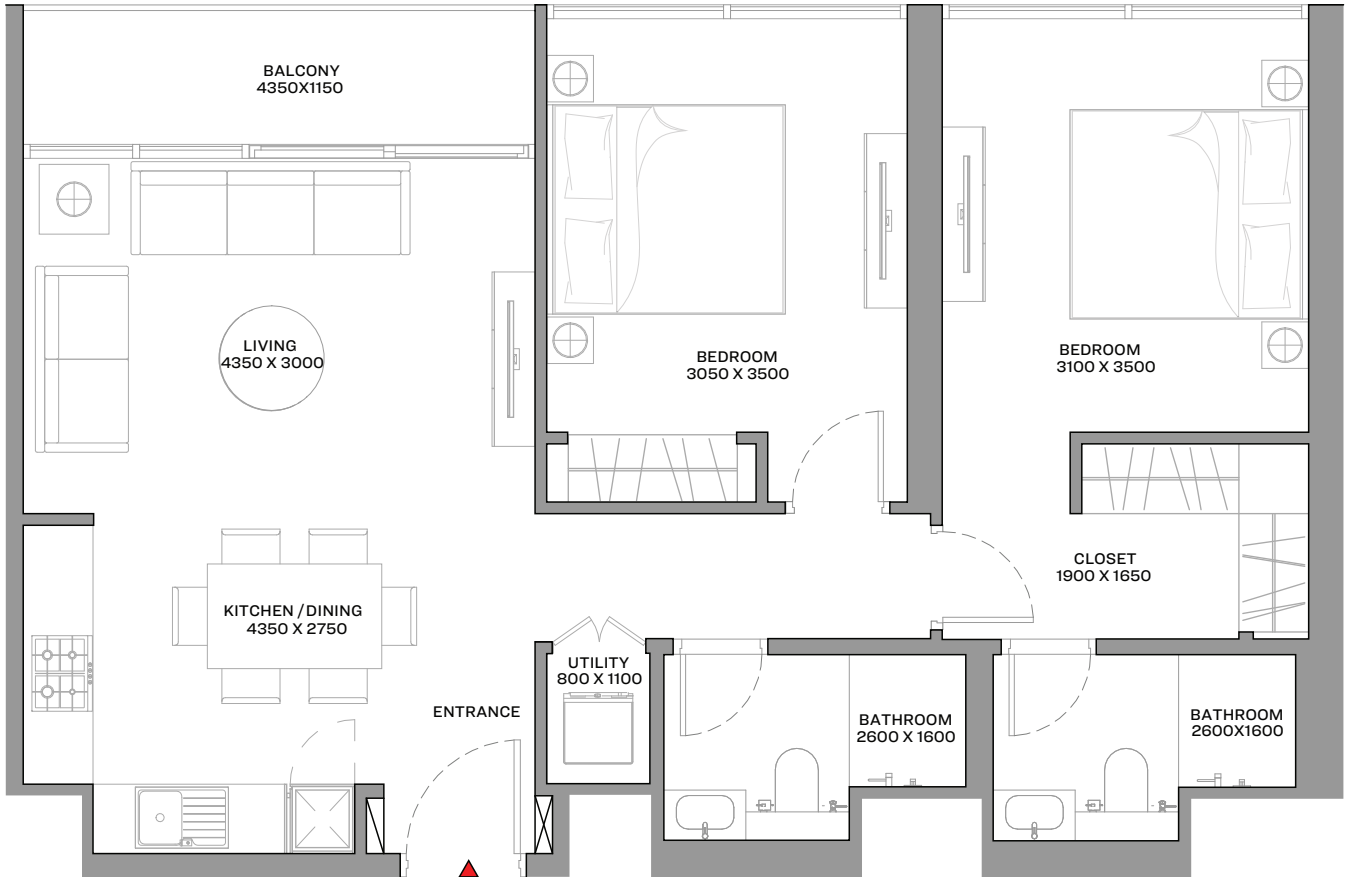 BALCONY
4350X1150
LIVING
4350 X 3000
BEDROOM
3050 X 3500
BEDROOM
3100 X 3500
CLOSET
1900 X 1650
KITCHEN / DINING
4350 X 2750
UTILITY
800 X 1100
ENTRANCE
BATHROOM
2600 X 1600
BATHROOM
2600X1600